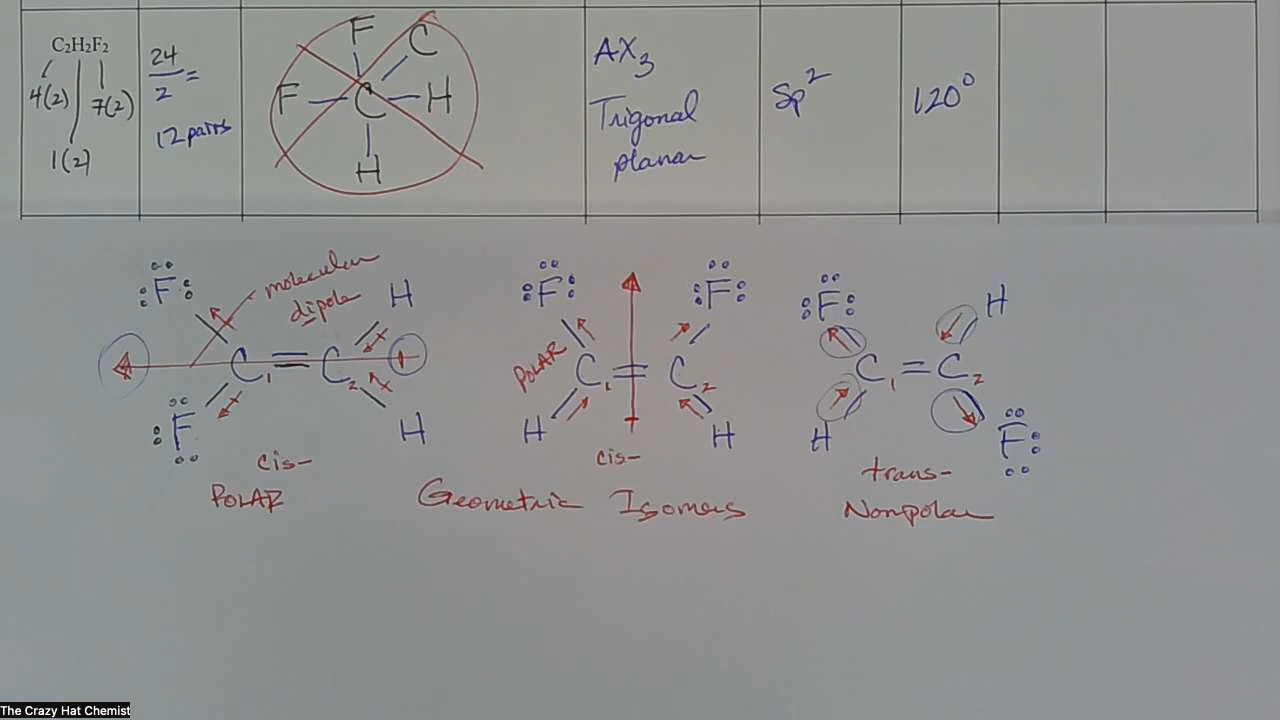 C₂H₂F₂
4(2) 7(2)
1(2)
24
2 =
12 pairs
F C
F C H
H
AX₃
Trigonal
planar
Sp²
120°
molecular
dipole
F H
C₁ C₂
F H
cis-
POLAR
F F
POLAR
C₁ C₂
H H
cis-
Geometric Isomers
F H
C₁ = C₂
H F
trans-
Nonpolar
The Crazy Hat Chemist